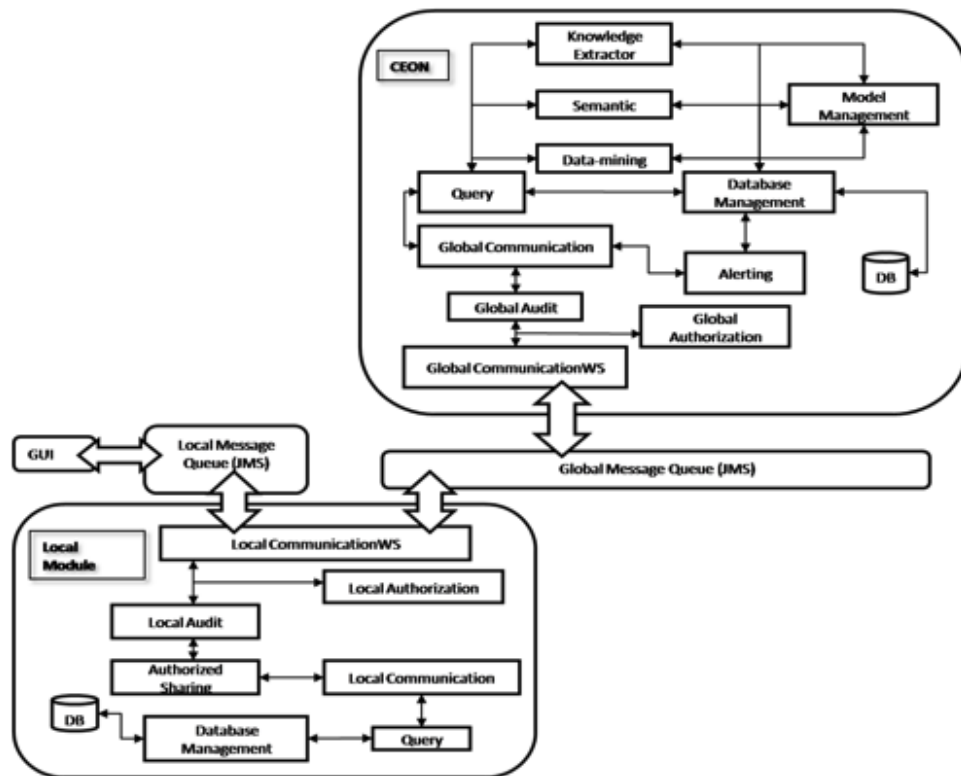 CEON
Knowledge
Extractor
Semantic
Model
Management
Data-mining
Query
Database
Management
Global Communication
Alerting
DB
Global Audit
Global
Authorization
Global CommunicationWS
GUI
Local Message
Queue (JMS)
Global Message Queue (JMS)
Local
Module
Local CommunicationWS
Local Authorization
Local Audit
Authorized
Sharing
Local Communication
DB
Database
Management
Query